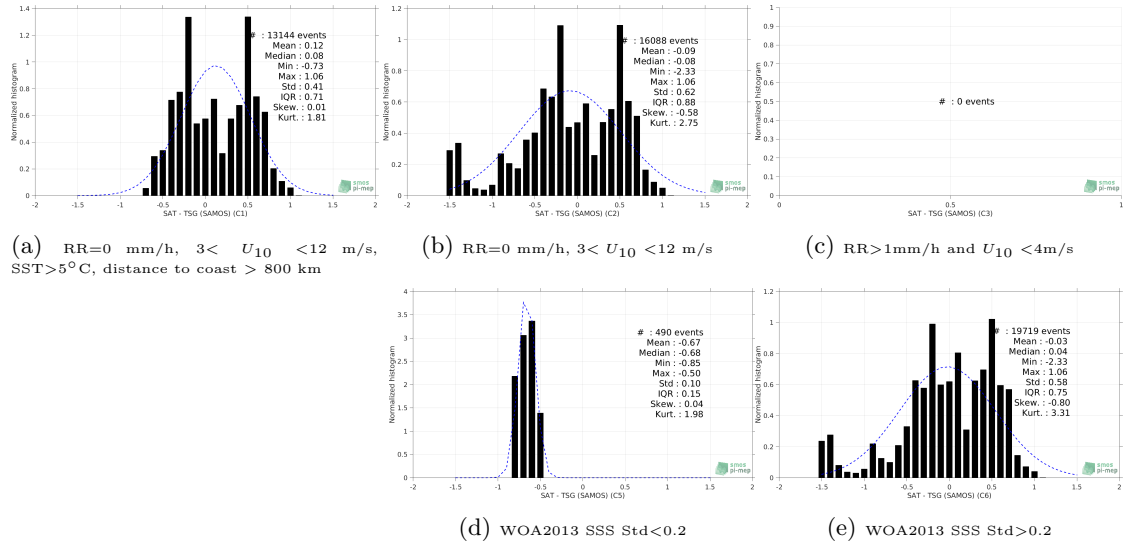 1.4
1.2
1
0.8
0.6
0.4
0.2
0
-2 -1.5 -1 -0.5 0 0.5 1 1.5 2
Normalized histogram
SAT - TSG (SAMOS) (C1)
# : 13144 events
Mean : 0.12
Median : 0.08
Min : -0.73
Max : 1.06
Std : 0.41
IQR : 0.71
Skew. : 0.01
Kurt. : 1.81
smos
pi-mep
(a) RR=0 mm/h, 3< U10 <12 m/s,
SST>5°C, distance to coast > 800 km
1.2
1
0.8
0.6
0.4
0.2
0
-2 -1.5 -1 -0.5 0 0.5 1 1.5 2
Normalized histogram
SAT - TSG (SAMOS) (C2)
# : 16088 events
Mean : -0.09
Median : -0.08
Min : -2.33
Max : 1.06
Std : 0.62
IQR : 0.88
Skew. : -0.58
Kurt. : 2.75
smos
pi-mep
(b) RR=0 mm/h, 3< U10 <12 m/s
1
0.9
0.8
0.7
0.6
0.5
0.4
0.3
0.2
0.1
0
0 0.5 1
Normalized histogram
SAT - TSG (SAMOS) (C3)
# : 0 events
smos
pi-mep
(c) RR>1mm/h and U10 <4m/s
4
3.5
3
2.5
2
1.5
1
0.5
0
-2 -1.5 -1 -0.5 0 0.5 1 1.5 2
Normalized histogram
SAT - TSG (SAMOS) (C5)
# : 490 events
Mean : -0.67
Median : -0.68
Min : -0.85
Max : -0.50
Std : 0.10
IQR : 0.15
Skew. : 0.04
Kurt. : 1.98
smos
pi-mep
(d) WOA2013 SSS Std<0.2
1.2
1
0.8
0.6
0.4
0.2
0
-2 -1.5 -1 -0.5 0 0.5 1 1.5 2
Normalized histogram
SAT - TSG (SAMOS) (C6)
# : 19719 events
Mean : -0.03
Median : 0.04
Min : -2.33
Max : 1.06
Std : 0.58
IQR : 0.75
Skew. : -0.80
Kurt. : 3.31
smos
pi-mep
(e) WOA2013 SSS Std>0.2